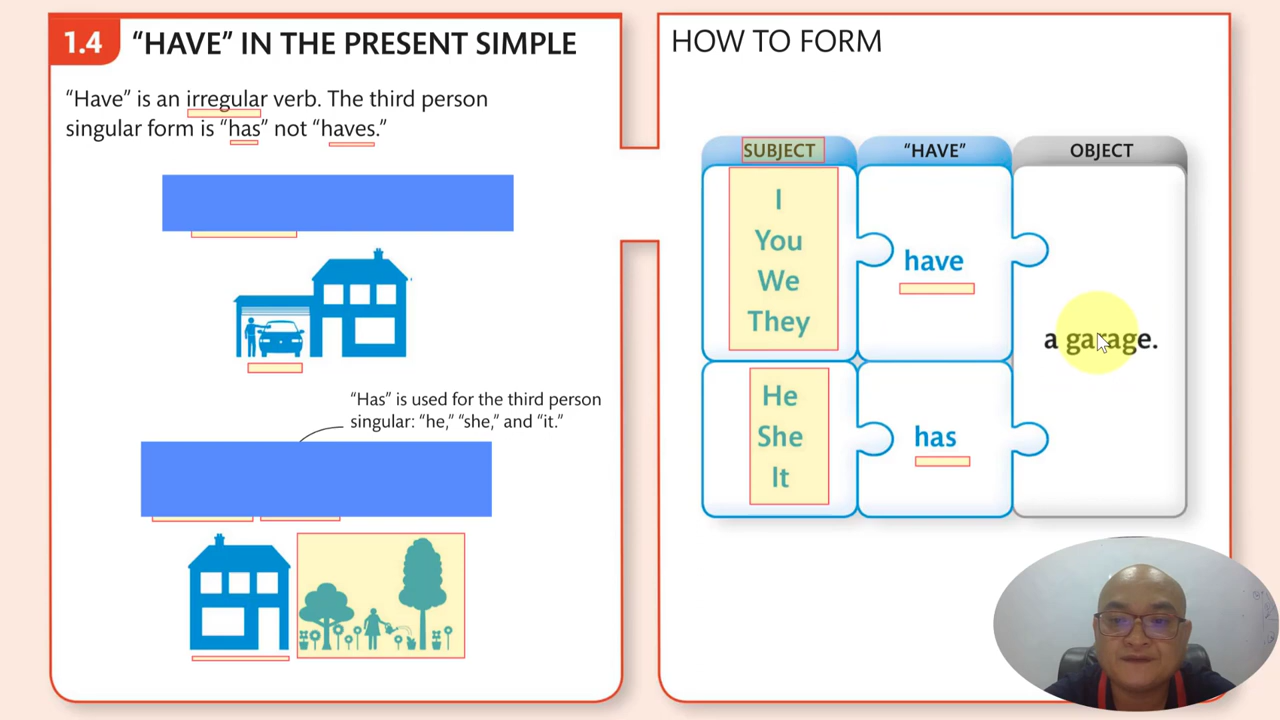 1.4 "HAVE" IN THE PRESENT SIMPLE
"Have" is an irregular verb. The third person
singular form is "has" not "haves."
"Has" is used for the third person
singular: "he," "she," and "it."
HOW TO FORM
SUBJECT
"HAVE"
OBJECT
I
You
We
They
have
He
She
It
has
a garage.